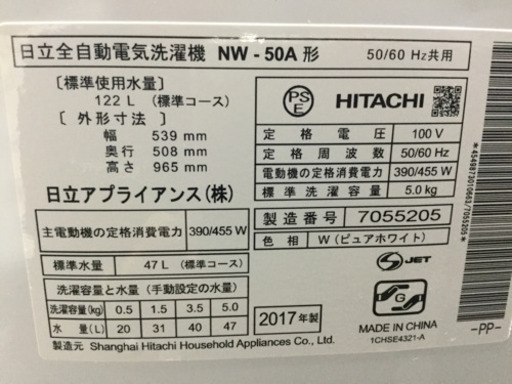 日立全自動電気洗濯機 NW-50A 形 50/60 Hz共用
〔標準使用水量〕
122 L (標準コース)
〔外形寸法〕
幅 539 mm
奥行 508 mm
高さ 965 mm
日立アプライアンス(株)
主電動機の定格消費電力 390/455 W
標準水量 47 L (標準コース)
洗濯容量と水量 (手動設定の水量)
洗濯容量(kg) 0.5 1.5 3.5 5.0
水量(L) 20 31 40 47
PS E HITACHI
定格電圧 100 V
定格周波数 50/60 Hz
電動機の定格消費電力 390/455 W
標準洗濯容量 5.0kg
製造番号 7055205
色相 W (ピュアホワイト)
S JET
G
2017年製
MADE IN CHINA
1CHSE4321-A
製造元 Shanghai Hitachi Household Appliances Co., Ltd.
-PP-
*4549873010663/7055205*